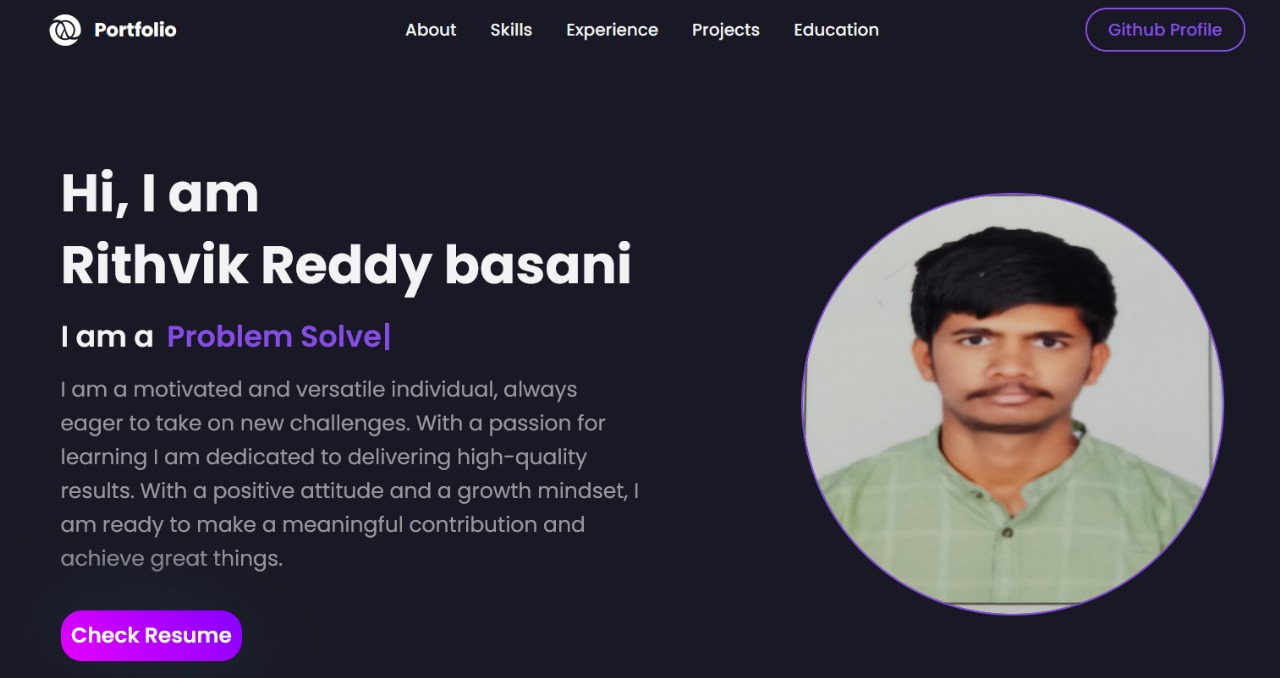 Portfolio
About Skills Experience Projects Education
Github Profile
Hi, I am
Rithvik Reddy basani
I am a Problem Solve|
I am a motivated and versatile individual, always
eager to take on new challenges. With a passion for
learning I am dedicated to delivering high-quality
results. With a positive attitude and a growth mindset, I
am ready to make a meaningful contribution and
achieve great things.
Check Resume